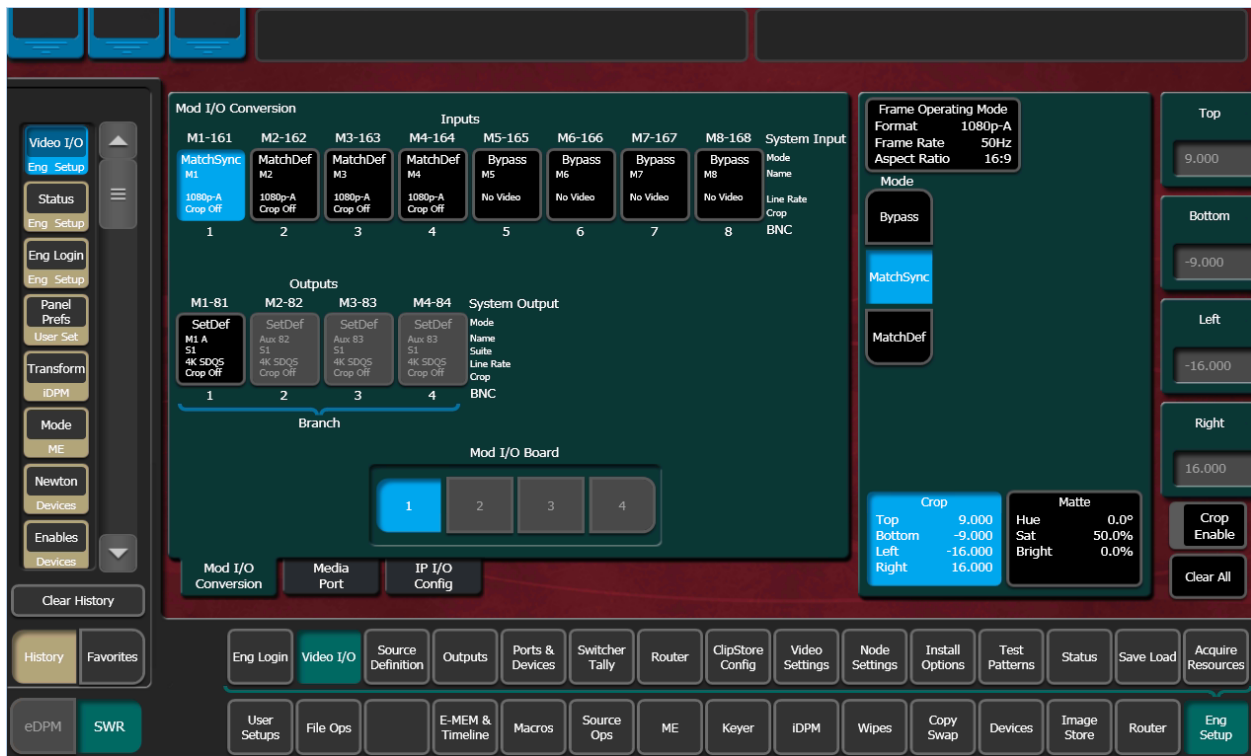 Video I/O
Eng Setup
Status
Eng Setup
Eng Login
Eng Setup
Panel
Prefs
User Set
Transform
iDPM
Mode
ME
Newton
Devices
Enables
Devices
Clear History
History
Favorites
eDPM
SWR
Mod I/O Conversion
Inputs
M1-161 M2-162 M3-163 M4-164 M5-165 M6-166 M7-167 M8-168 System Input
MatchSync MatchDef MatchDef MatchDef Bypass Bypass Bypass Bypass Mode
M1 M2 M3 M4 M5 M6 M7 M8 Name
1080p-A 1080p-A 1080p-A 1080p-A No Video No Video No Video No Video Line Rate
Crop Off Crop Off Crop Off Crop Off Crop
1 2 3 4 5 6 7 8 BNC
Outputs
M1-81 M2-82 M3-83 M4-84 System Output
SetDef SetDef SetDef SetDef Mode
M1 A Aux 82 Aux 83 Aux 83 Name
S1 S1 S1 S1 Suite
4K SDQS 4K SDQS 4K SDQS 4K SDQS Line Rate
Crop Off Crop Off Crop Off Crop Off Crop
1 2 3 4 BNC
Branch
Mod I/O Board
1 2 3 4
Mod I/O
Conversion
Media
Port
IP I/O
Config
Frame Operating Mode
Format 1080p-A
Frame Rate 50Hz
Aspect Ratio 16:9
Mode
Bypass
MatchSync
MatchDef
Crop
Top 9.000
Bottom -9.000
Left -16.000
Right 16.000
Matte
Hue 0.0°
Sat 50.0%
Bright 0.0%
Top
9.000
Bottom
-9.000
Left
-16.000
Right
16.000
Crop
Enable
Clear All
Eng Login
Video I/O
Source
Definition
Outputs
Ports &
Devices
Switcher
Tally
Router
ClipStore
Config
Video
Settings
Node
Settings
Install
Options
Test
Patterns
Status
Save Load
Acquire
Resources
User
Setups
File Ops
E-MEM &
Timeline
Macros
Source
Ops
ME
Keyer
iDPM
Wipes
Copy
Swap
Devices
Image
Store
Router
Eng
Setup